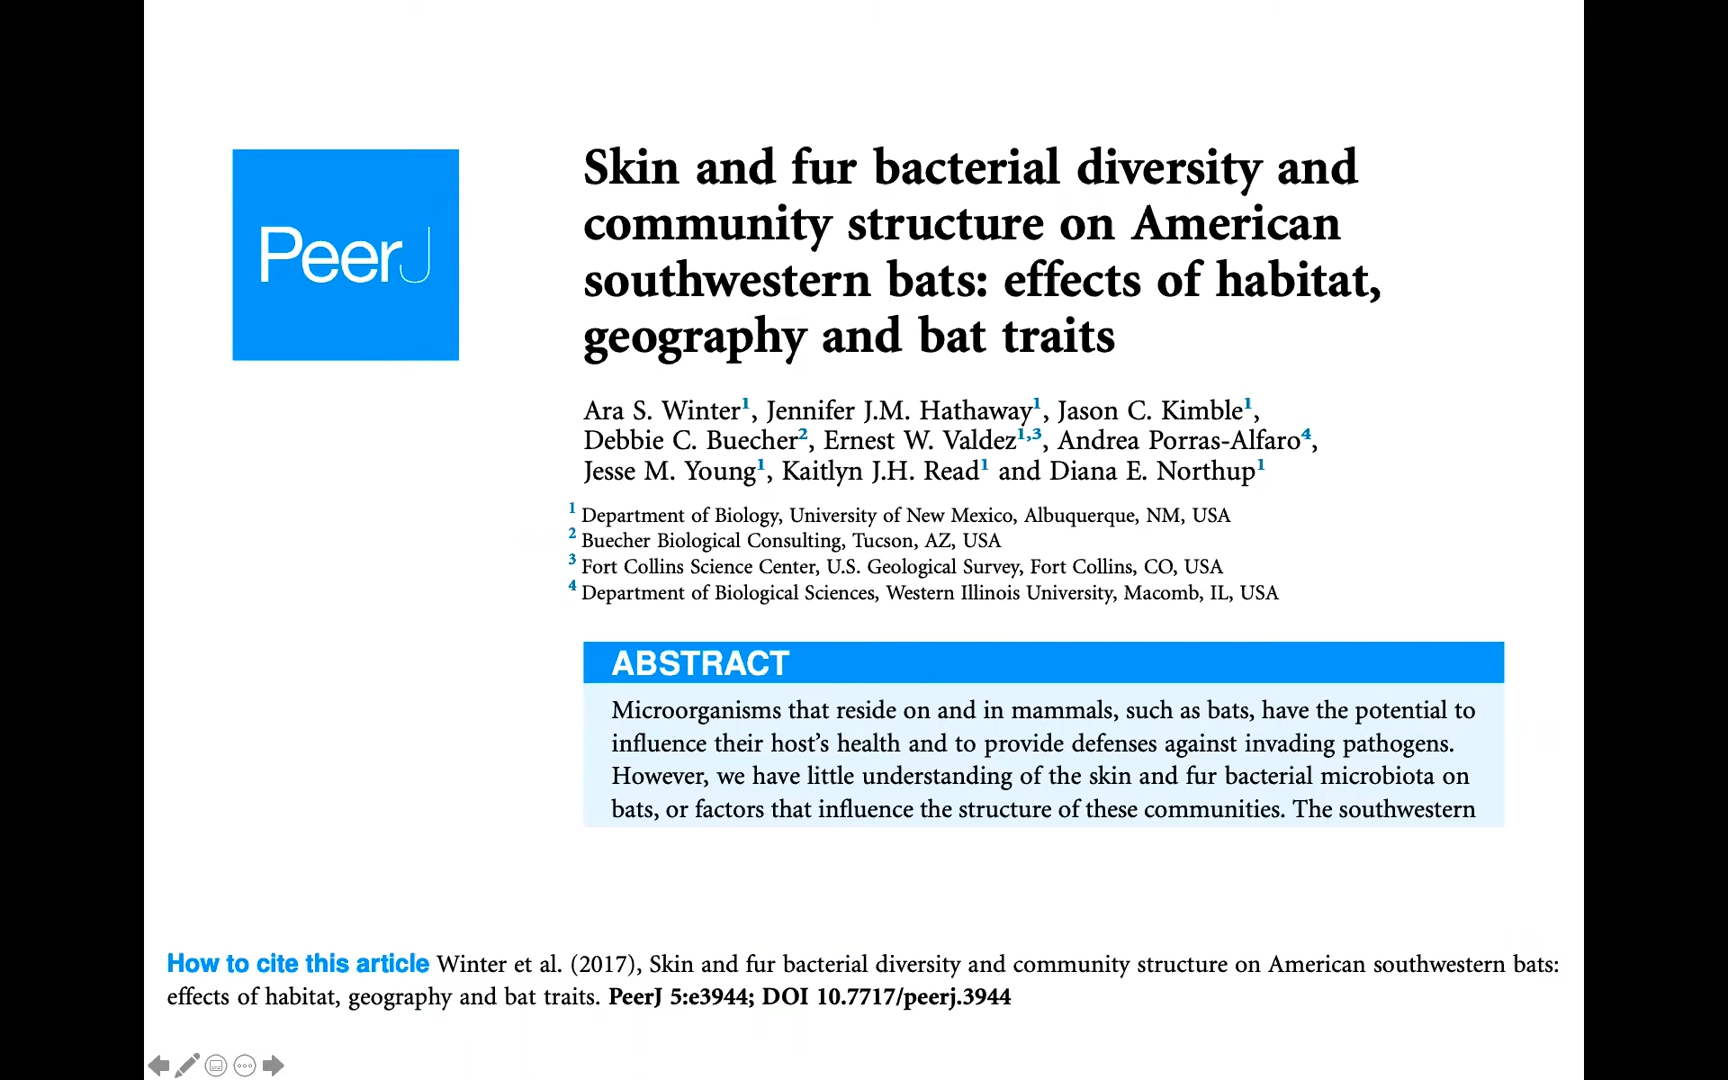 PeerJ
Skin and fur bacterial diversity and
community structure on American
southwestern bats: effects of habitat,
geography and bat traits
Ara S. Winter1, Jennifer J.M. Hathaway1, Jason C. Kimble1,
Debbie C. Buecher2, Ernest W. Valdez1,3, Andrea Porras-Alfaro4,
Jesse M. Young1, Kaitlyn J.H. Read1 and Diana E. Northup1
1 Department of Biology, University of New Mexico, Albuquerque, NM, USA
2 Buecher Biological Consulting, Tucson, AZ, USA
3 Fort Collins Science Center, U.S. Geological Survey, Fort Collins, CO, USA
4 Department of Biological Sciences, Western Illinois University, Macomb, IL, USA
ABSTRACT
Microorganisms that reside on and in mammals, such as bats, have the potential to
influence their host’s health and to provide defenses against invading pathogens.
However, we have little understanding of the skin and fur bacterial microbiota on
bats, or factors that influence the structure of these communities. The southwestern
How to cite this article Winter et al. (2017), Skin and fur bacterial diversity and community structure on American southwestern bats:
effects of habitat, geography and bat traits. PeerJ 5:e3944; DOI 10.7717/peerj.3944